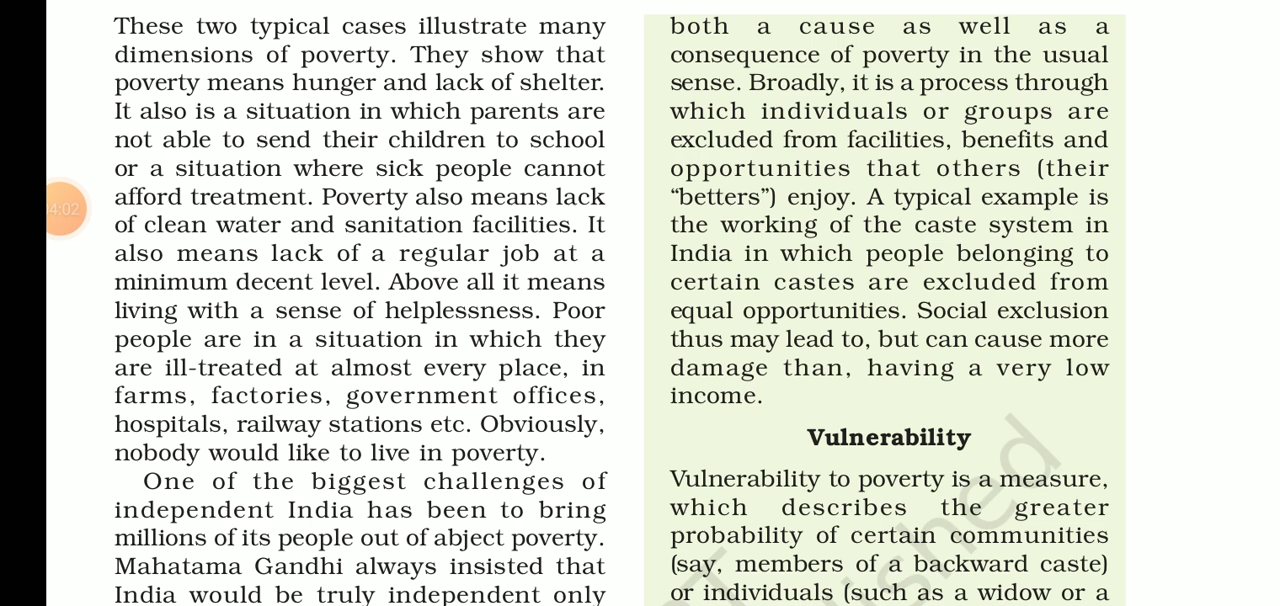 These two typical cases illustrate many
dimensions of poverty. They show that
poverty means hunger and lack of shelter.
It also is a situation in which parents are
not able to send their children to school
or a situation where sick people cannot
afford treatment. Poverty also means lack
of clean water and sanitation facilities. It
also means lack of a regular job at a
minimum decent level. Above all it means
living with a sense of helplessness. Poor
people are in a situation in which they
are ill-treated at almost every place, in
farms, factories, government offices,
hospitals, railway stations etc. Obviously,
nobody would like to live in poverty.
One of the biggest challenges of
independent India has been to bring
millions of its people out of abject poverty.
Mahatama Gandhi always insisted that
India would be truly independent only
both a cause as well as a
consequence of poverty in the usual
sense. Broadly, it is a process through
which individuals or groups are
excluded from facilities, benefits and
opportunities that others (their
“betters”) enjoy. A typical example is
the working of the caste system in
India in which people belonging to
certain castes are excluded from
equal opportunities. Social exclusion
thus may lead to, but can cause more
damage than, having a very low
income.
Vulnerability
Vulnerability to poverty is a measure,
which describes the greater
probability of certain communities
(say, members of a backward caste)
or individuals (such as a widow or a
4:02